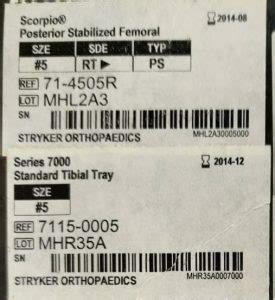 Scorpio®
Posterior Stabilized Femoral
2014-08
SZE SDE TYP
#5 RT ▶ PS
REF 71-4505R
LOT MHL2A3
SN
MHL2A30005000
STRYKER ORTHOPAEDICS
Series 7000
Standard Tibial Tray
2014-12
SZE
#5
REF 7115-0005
LOT MHR35A
SN
STRYKER ORTHOPAEDICS MHR35A0007000